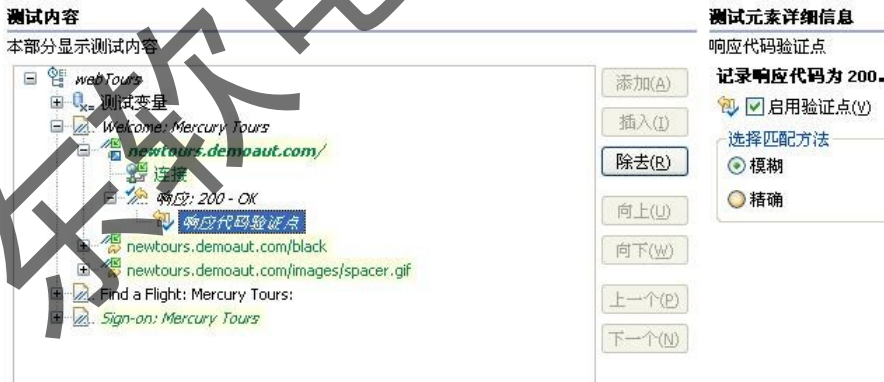 测试内容
本部分显示测试内容
webTours
测试变量
Welcome: Mercury Tours
newtours.demoaut.com/
连接
响应: 200 - OK
响应代码验证点
newtours.demoaut.com/black
newtours.demoaut.com/images/spacer.gif
Find a Flight: Mercury Tours:
Sign-on: Mercury Tours
添加(A)
插入(I)
除去(R)
向上(U)
向下(W)
上一个(P)
下一个(N)
测试元素详细信息
响应代码验证点
记录响应代码为 200。
启用验证点(V)
选择匹配方法
模糊
精确